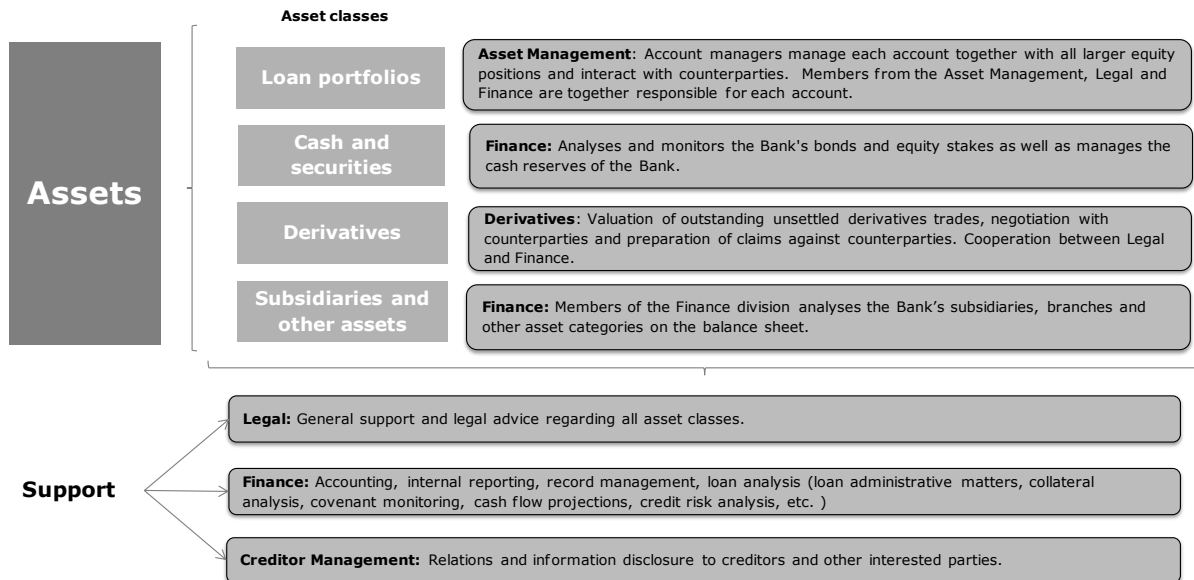 Asset classes
Assets
Loan portfolios
Asset Management: Account managers manage each account together with all larger equity
positions and interact with counterparties. Members from the Asset Management, Legal and
Finance are together responsible for each account.
Cash and
securities
Finance: Analyses and monitors the Bank's bonds and equity stakes as well as manages the
cash reserves of the Bank.
Derivatives
Derivatives: Valuation of outstanding unsettled derivatives trades, negotiation with
counterparties and preparation of claims against counterparties. Cooperation between Legal
and Finance.
Subsidiaries and
other assets
Finance: Members of the Finance division analyses the Bank’s subsidiaries, branches and
other asset categories on the balance sheet.
Support
Legal: General support and legal advice regarding all asset classes.
Finance: Accounting, internal reporting, record management, loan analysis (loan administrative matters, collateral
analysis, covenant monitoring, cash flow projections, credit risk analysis, etc. )
Creditor Management: Relations and information disclosure to creditors and other interested parties.